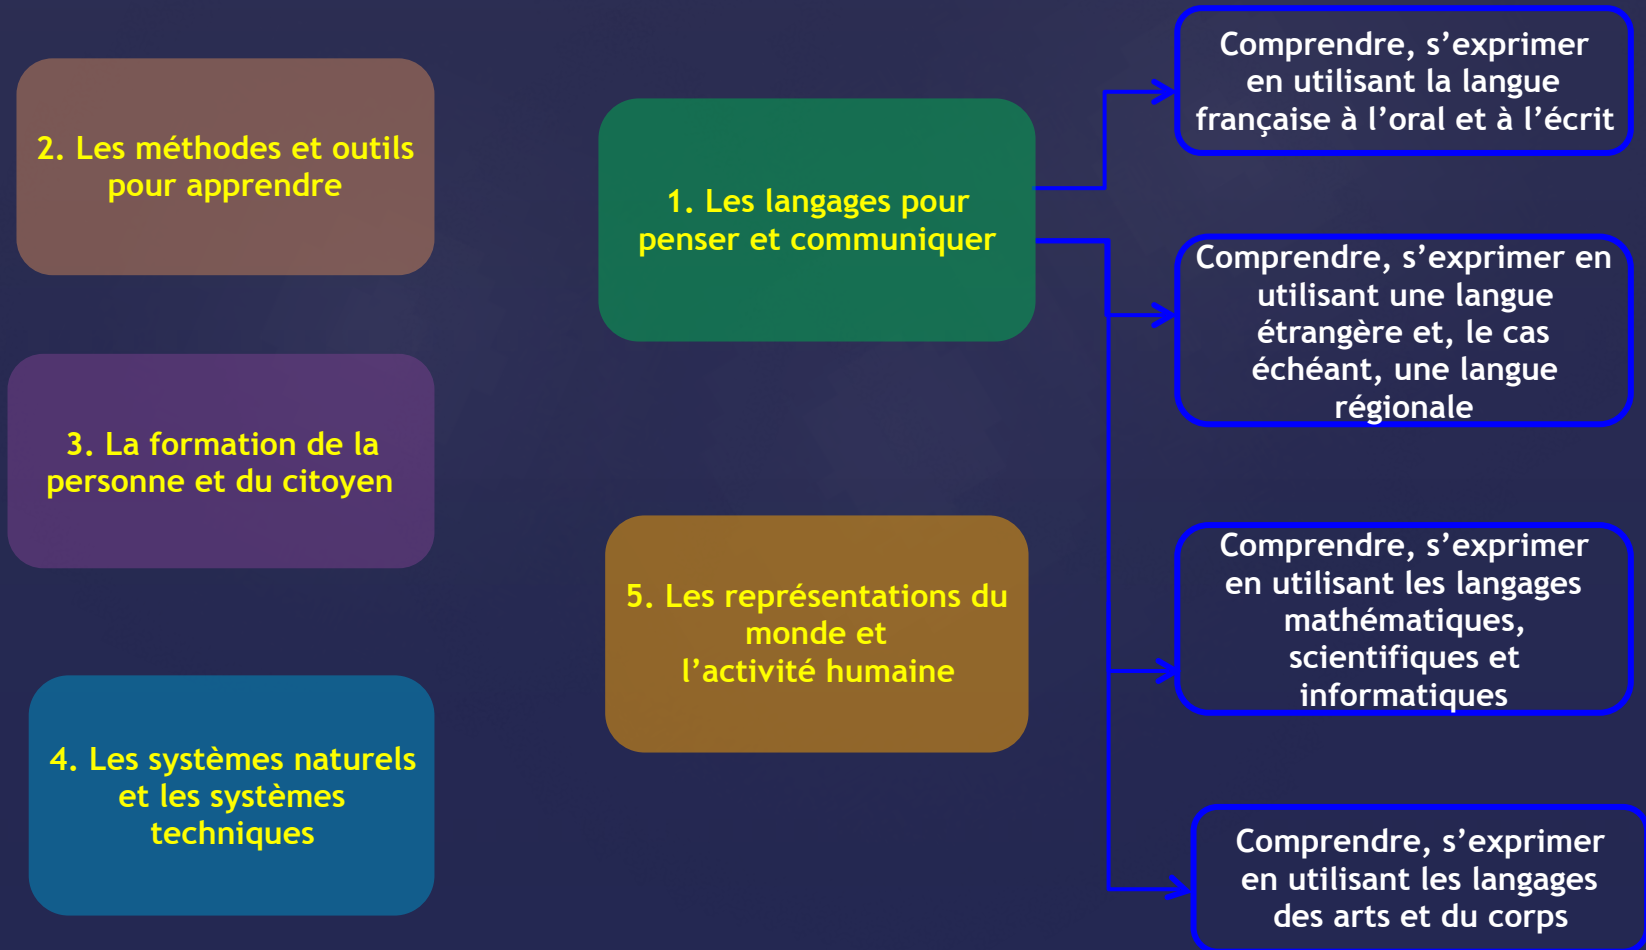 2. Les méthodes et outils
pour apprendre
3. La formation de la
personne et du citoyen
4. Les systèmes naturels
et les systèmes
techniques
1. Les langages pour
penser et communiquer
5. Les représentations du
monde et
l’activité humaine
Comprendre, s’exprimer
en utilisant la langue
française à l’oral et à l’écrit
Comprendre, s’exprimer en
utilisant une langue
étrangère et, le cas
échéant, une langue
régionale
Comprendre, s’exprimer
en utilisant les langages
mathématiques,
scientifiques et
informatiques
Comprendre, s’exprimer
en utilisant les langages
des arts et du corps